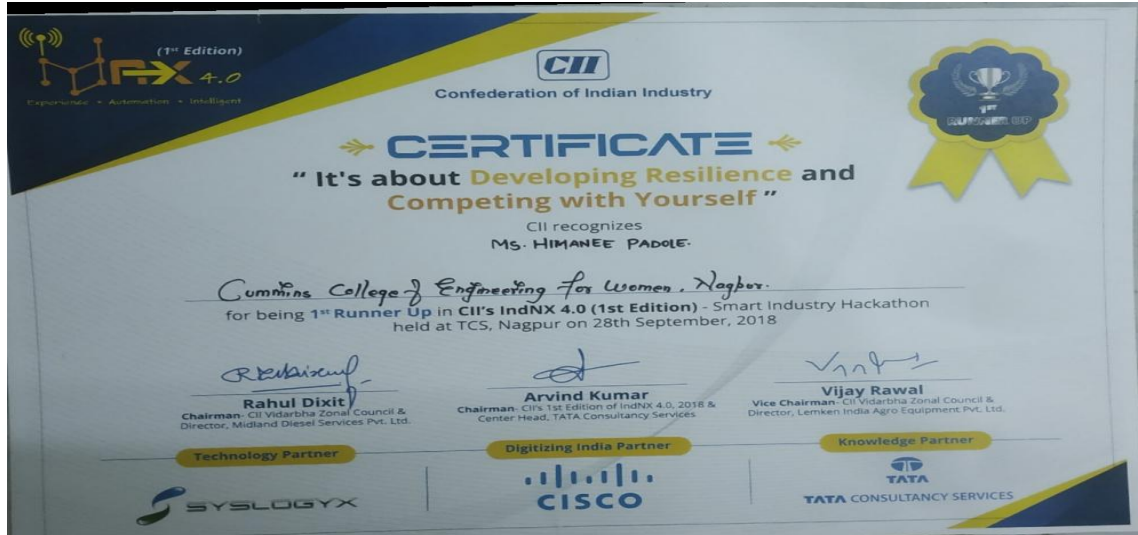 (1st Edition)
IndNX 4.0
Experience • Automation • Intelligent
CII
Confederation of Indian Industry
1ST
RUNNER UP
CERTIFICATE
" It's about Developing Resilience and
Competing with Yourself "
CII recognizes
MS. HIMANEE PADOLE.
Cummins College of Engineering for Women, Nagpur.
for being 1st Runner Up in CII's IndNX 4.0 (1st Edition) - Smart Industry Hackathon
held at TCS, Nagpur on 28th September, 2018
Rahul Dixit
Chairman- CII Vidarbha Zonal Council &
Director, Midland Diesel Services Pvt. Ltd.
Arvind Kumar
Chairman- CII's 1st Edition of IndNX 4.0, 2018 &
Center Head, TATA Consultancy Services
Vijay Rawal
Vice Chairman- CII Vidarbha Zonal Council &
Director, Lemken India Agro Equipment Pvt. Ltd.
Technology Partner
SYSLOGYX
Digitizing India Partner
CISCO
Knowledge Partner
TATA
TATA CONSULTANCY SERVICES